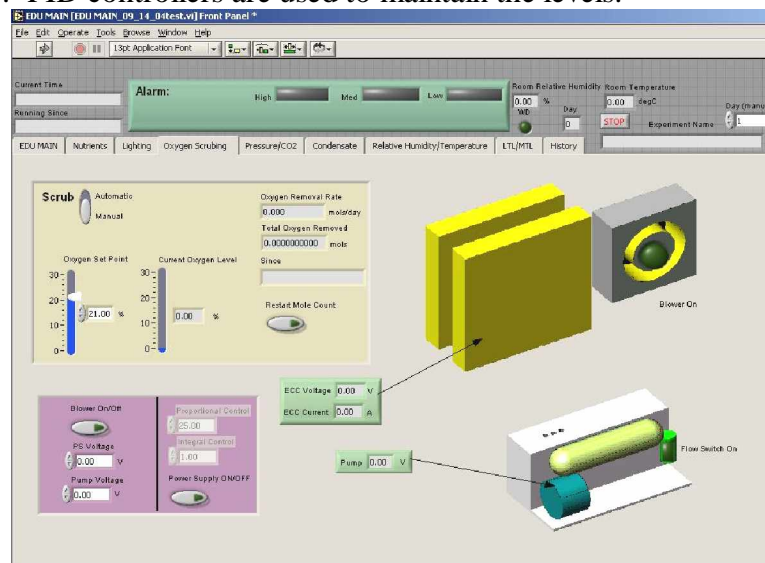 PID controllers are used to maintain the levels.
EDU MAIN [EDU MAIN_09_14_04test.vi] Front Panel *
File Edit Operate Tools Browse Window Help
13pt Application Font
Current Time
Running Since
Alarm: High Med Low
Room Relative Humidity Room Temperature
0.00 % 0.00 degC
WD Day
0 STOP Experiment Name
Day (manu
1
EDU MAIN Nutrients Lighting Oxygen Scrubing Pressure/CO2 Condensate Relative Humidity/Temperature LTL/MTL History
Scrub Automatic
Manual
Oxygen Removal Rate
0.000 mols/day
Total Oxygen Removed
0.0000000000 mols
Since
Restart Mole Count
Oxygen Set Point
30-
20-
10-
0-
21.00 %
Current Oxygen Level
30-
20-
10-
0-
0.00 %
Blower On
ECC Voltage 0.00 V
ECC Current 0.00 A
Blower On/Off
PS Voltage
0.00 V
Pump Voltage
0.00 V
Proportional Control
25.00
Integral Control
1.00
Power Supply ON/OFF
Pump 0.00 V
Flow Switch On